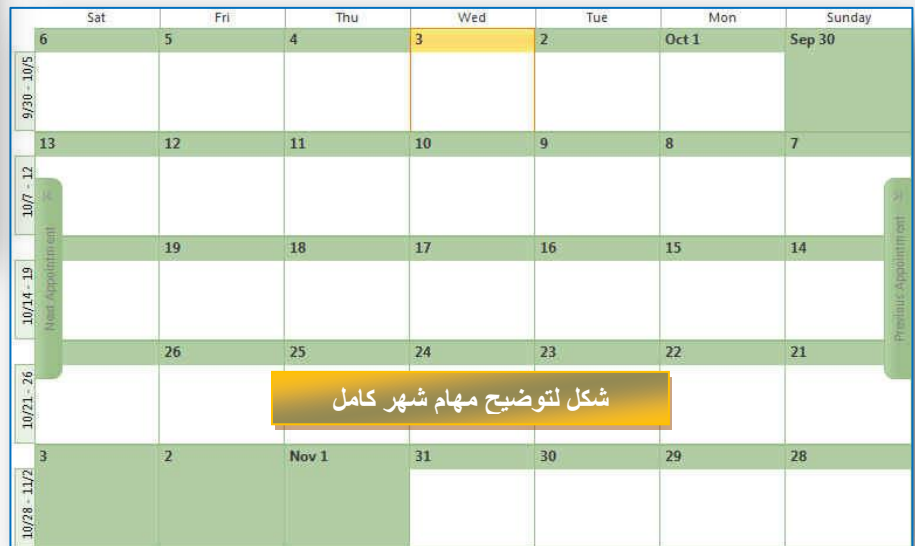 Sat Fri Thu Wed Tue Mon Sunday
6 5 4 3 2 Oct 1 Sep 30
9/30 - 10/5
13 12 11 10 9 8 7
10/7 - 12
Next Appointment
Previous Appointment
19 18 17 16 15 14
10/14 - 19
26 25 24 23 22 21
10/21 - 26
شكل لتوضيح مهام شهر كامل
3 2 Nov 1 31 30 29 28
10/28 - 11/2